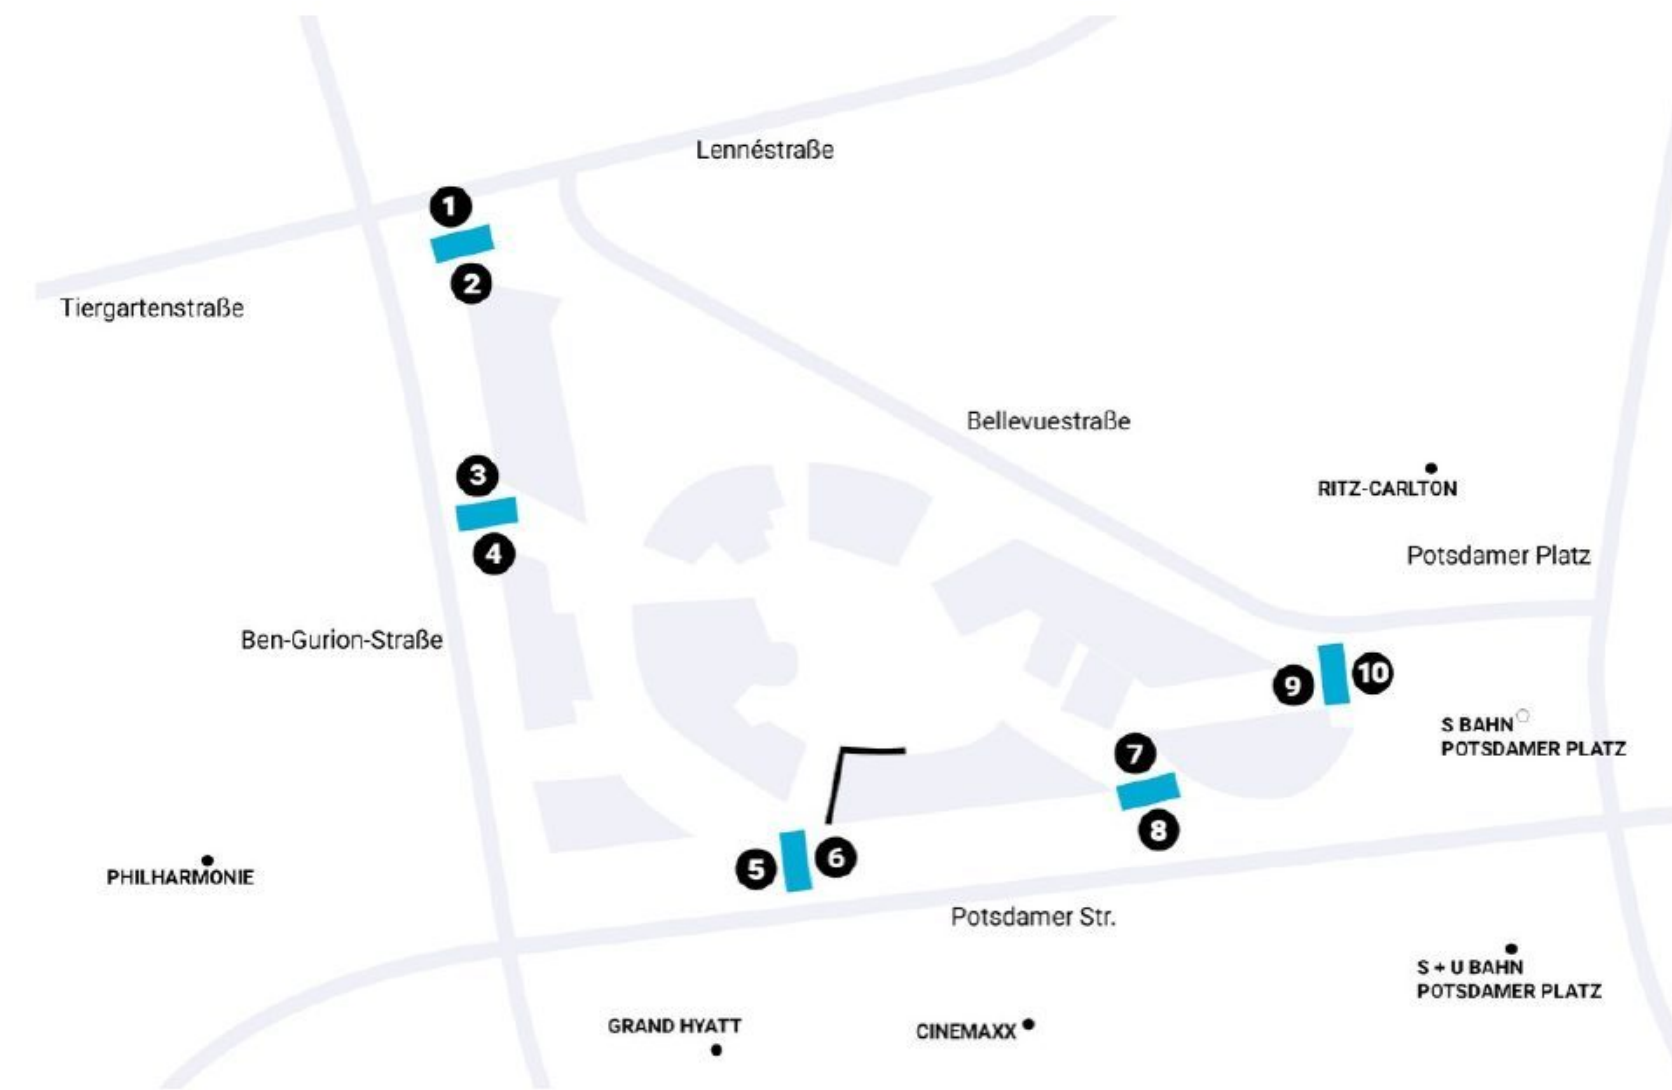 Lennéstraße
1
2
Tiergartenstraße
Bellevuestraße
3
RITZ-CARLTON
4
Potsdamer Platz
Ben-Gurion-Straße
9
10
S BAHN
POTSDAMER PLATZ
7
8
5
6
PHILHARMONIE
Potsdamer Str.
S + U BAHN
POTSDAMER PLATZ
GRAND HYATT
CINEMAXX